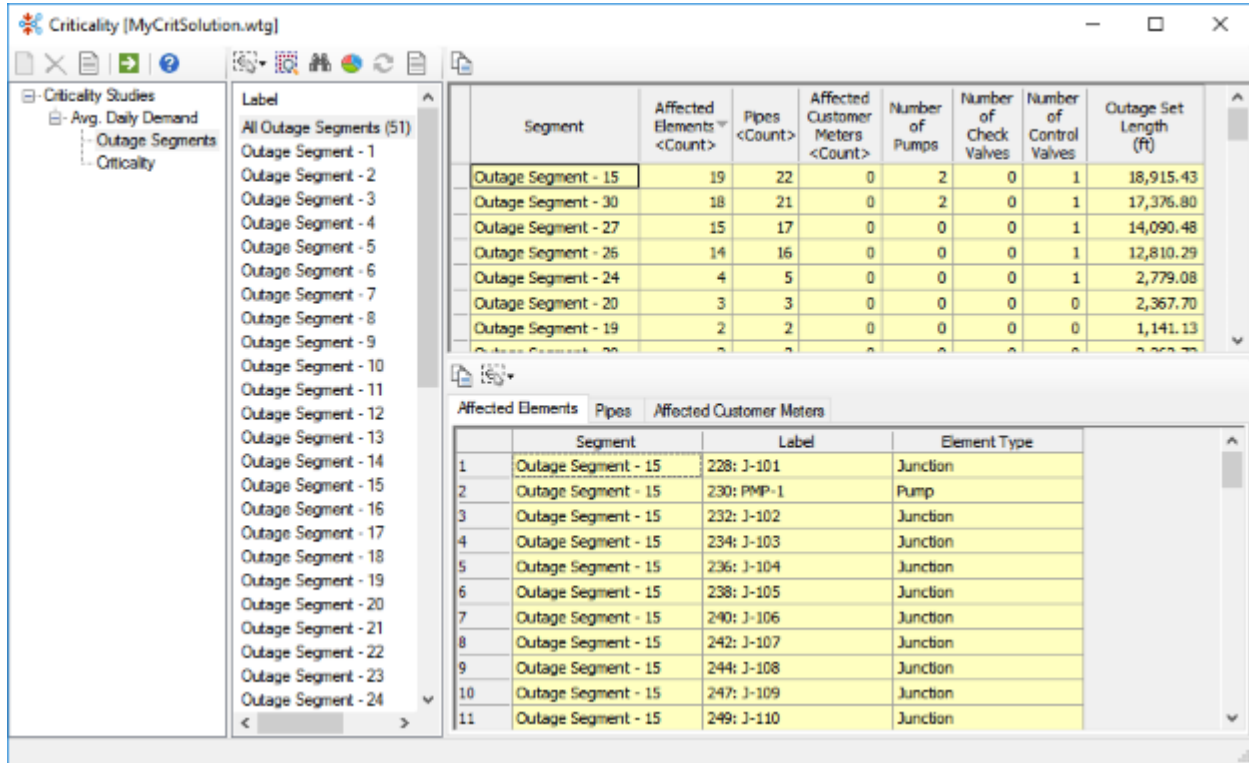 Criticality [MyCritSolution.wtg]
Criticality Studies
Avg. Daily Demand
Outage Segments
Criticality
Label
All Outage Segments (51)
Outage Segment - 1
Outage Segment - 2
Outage Segment - 3
Outage Segment - 4
Outage Segment - 5
Outage Segment - 6
Outage Segment - 7
Outage Segment - 8
Outage Segment - 9
Outage Segment - 10
Outage Segment - 11
Outage Segment - 12
Outage Segment - 13
Outage Segment - 14
Outage Segment - 15
Outage Segment - 16
Outage Segment - 17
Outage Segment - 18
Outage Segment - 19
Outage Segment - 20
Outage Segment - 21
Outage Segment - 22
Outage Segment - 23
Outage Segment - 24
Segment Affected Elements <Count> Pipes <Count> Affected Customer Meters <Count> Number of Pumps Number of Check Valves Number of Control Valves Outage Set Length (ft)
Outage Segment - 15 19 22 0 2 0 1 18,915.43
Outage Segment - 30 18 21 0 2 0 1 17,376.80
Outage Segment - 27 15 17 0 0 0 1 14,090.48
Outage Segment - 26 14 16 0 0 0 1 12,810.29
Outage Segment - 24 4 5 0 0 0 1 2,779.08
Outage Segment - 20 3 3 0 0 0 0 2,367.70
Outage Segment - 19 2 2 0 0 0 0 1,141.13
Affected Elements Pipes Affected Customer Meters
Segment Label Element Type
1 Outage Segment - 15 228: J-101 Junction
2 Outage Segment - 15 230: PMP-1 Pump
3 Outage Segment - 15 232: J-102 Junction
4 Outage Segment - 15 234: J-103 Junction
5 Outage Segment - 15 236: J-104 Junction
6 Outage Segment - 15 238: J-105 Junction
7 Outage Segment - 15 240: J-106 Junction
8 Outage Segment - 15 242: J-107 Junction
9 Outage Segment - 15 244: J-108 Junction
10 Outage Segment - 15 247: J-109 Junction
11 Outage Segment - 15 249: J-110 Junction